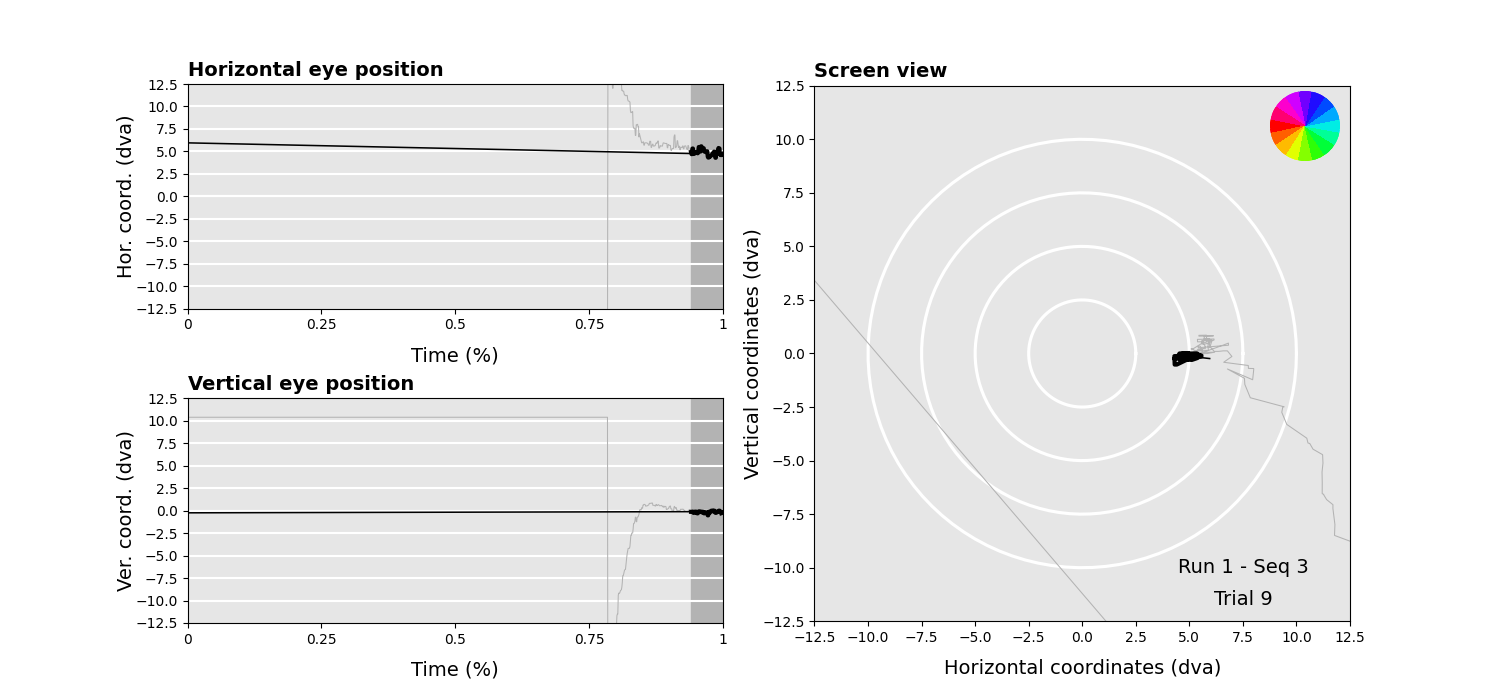 Horizontal eye position
12.5
10.0
7.5
5.0
2.5
0.0
−2.5
−5.0
−7.5
−10.0
−12.5
Hor. coord. (dva)
0 0.25 0.5 0.75 1
Time (%)
Vertical eye position
12.5
10.0
7.5
5.0
2.5
0.0
−2.5
−5.0
−7.5
−10.0
−12.5
Ver. coord. (dva)
0 0.25 0.5 0.75 1
Time (%)
Screen view
12.5
10.0
7.5
5.0
2.5
0.0
−2.5
−5.0
−7.5
−10.0
−12.5
Vertical coordinates (dva)
Run 1 - Seq 3
Trial 9
−12.5 −10.0 −7.5 −5.0 −2.5 0.0 2.5 5.0 7.5 10.0 12.5
Horizontal coordinates (dva)